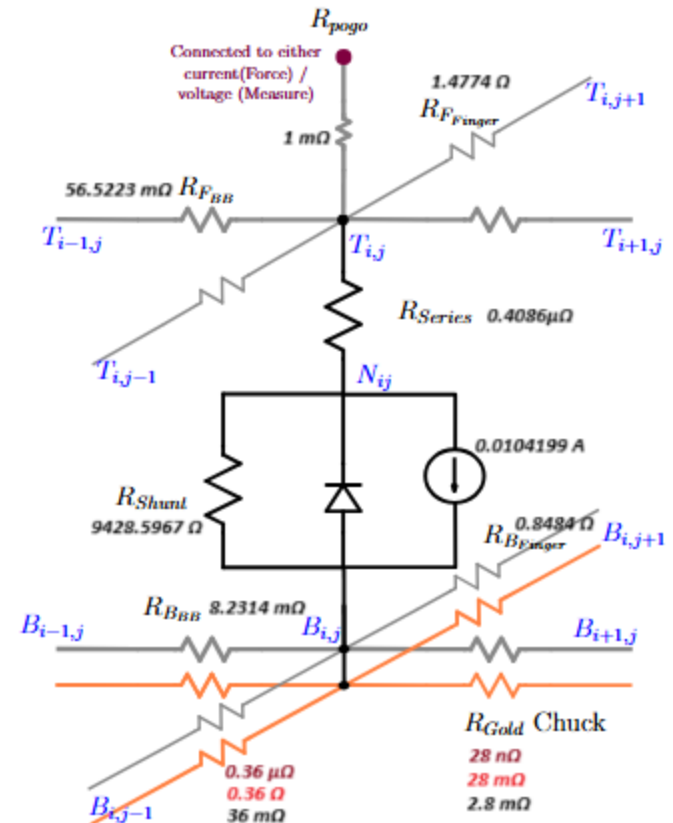 R_pogo
Connected to either
current(Force) /
voltage (Measure)
1 mΩ
1.4774 Ω
R_F_Finger
T_i,j+1
56.5223 mΩ R_F_BB
T_i−1,j
T_i,j
T_i+1,j
R_Series 0.4086µΩ
T_i,j−1
N_ij
0.0104199 A
R_Shunt
9428.5967 Ω
0.8484 Ω
R_B_Finger
B_i,j+1
R_B_BB 8.2314 mΩ
B_i−1,j
B_i,j
B_i+1,j
R_Gold Chuck
28 nΩ
28 mΩ
2.8 mΩ
0.36 µΩ
0.36 Ω
36 mΩ
B_i,j−1